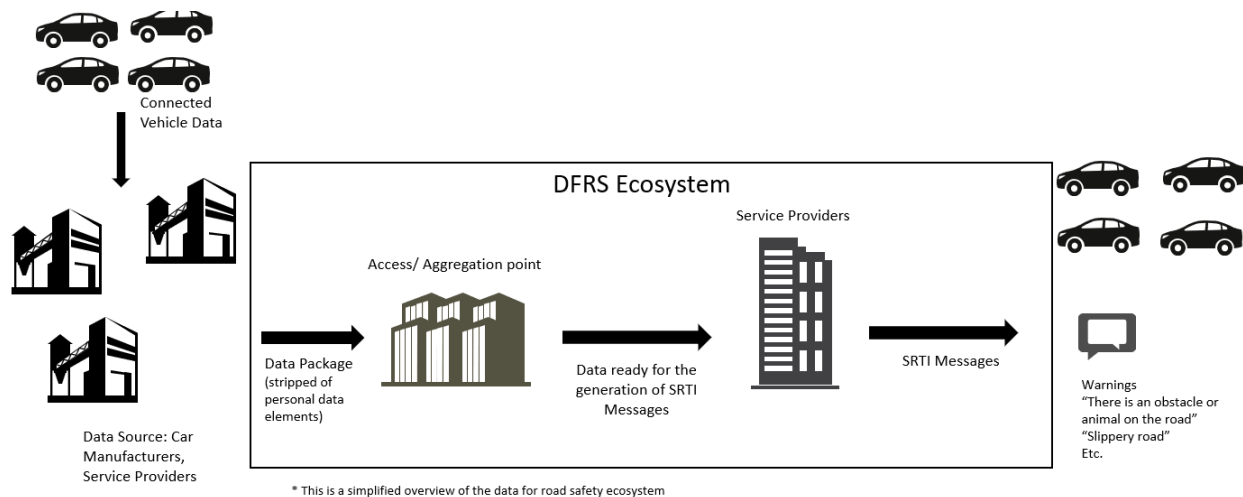 Connected
Vehicle Data
DFRS Ecosystem
Service Providers
Access/ Aggregation point
Data Package
(stripped of
personal data
elements)
Data ready for the
generation of SRTI
Messages
SRTI Messages
Data Source: Car
Manufacturers,
Service Providers
Warnings
“There is an obstacle or
animal on the road”
“Slippery road”
Etc.
* This is a simplified overview of the data for road safety ecosystem